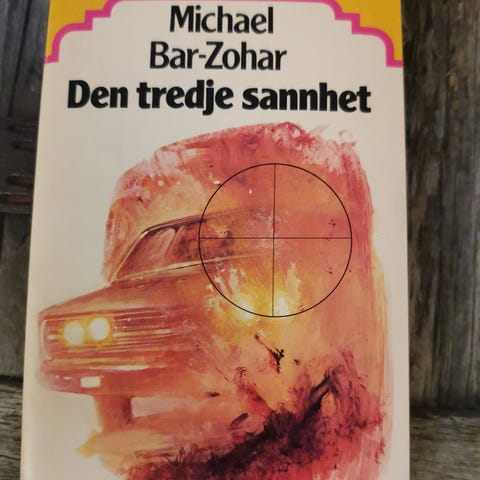 Michael
Bar-Zohar
Den tredje sannhet